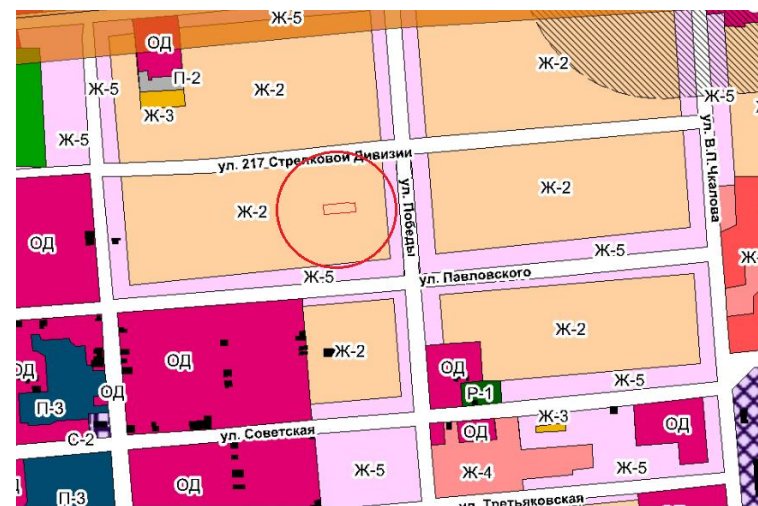 Ж-5
ОД
Ж-2
П-2
Ж-5
Ж-2
Ж-5
Ж-3
Ж-5
ул. 217 Стрелковой Дивизии
ул. В.П.Чкалова
ул. Победы
Ж-2
Ж-2
ОД
Ж-5
Ж-5
ул. Павловского
Ж-2
Ж-2
ОД
ОД
ОД
Ж-5
Р-1
ОД
П-3
Ж-3
ОД
ОД
С-2
ул. Советская
Ж-5
Ж-4
Ж-5
ОД
П-3
ул. Третьяковская